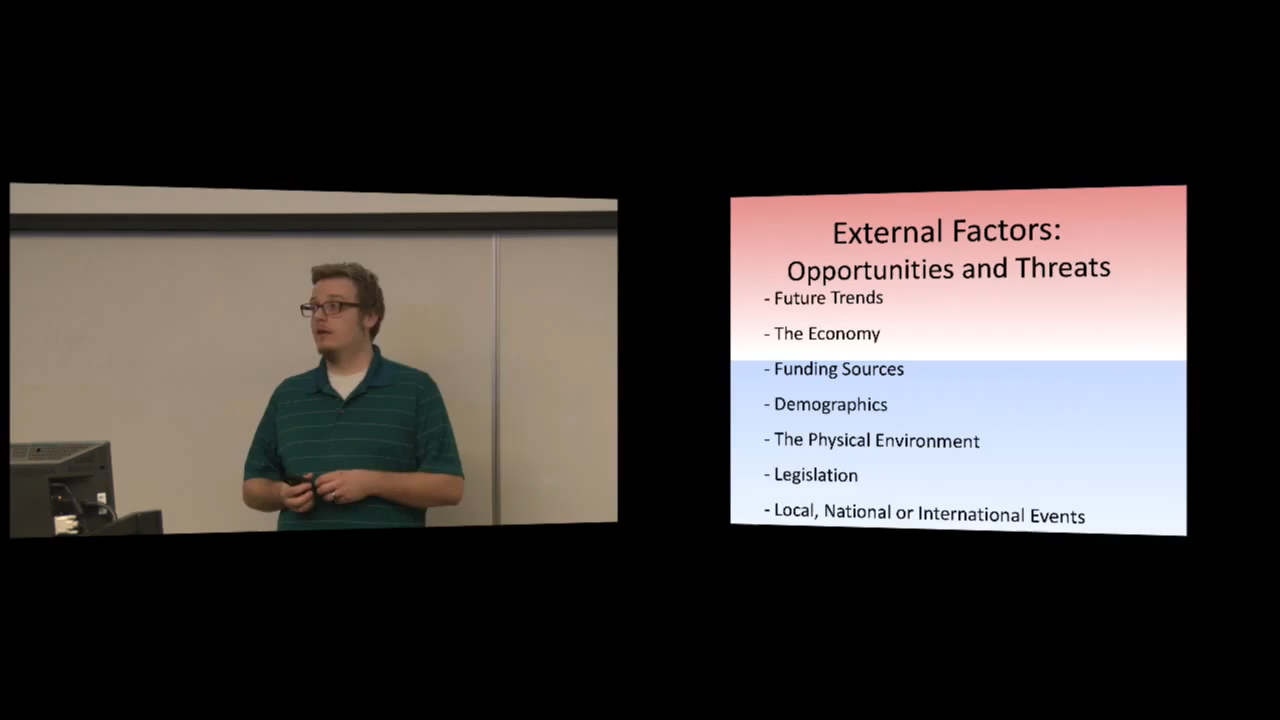 External Factors:
Opportunities and Threats
- Future Trends
- The Economy
- Funding Sources
- Demographics
- The Physical Environment
- Legislation
- Local, National or International Events